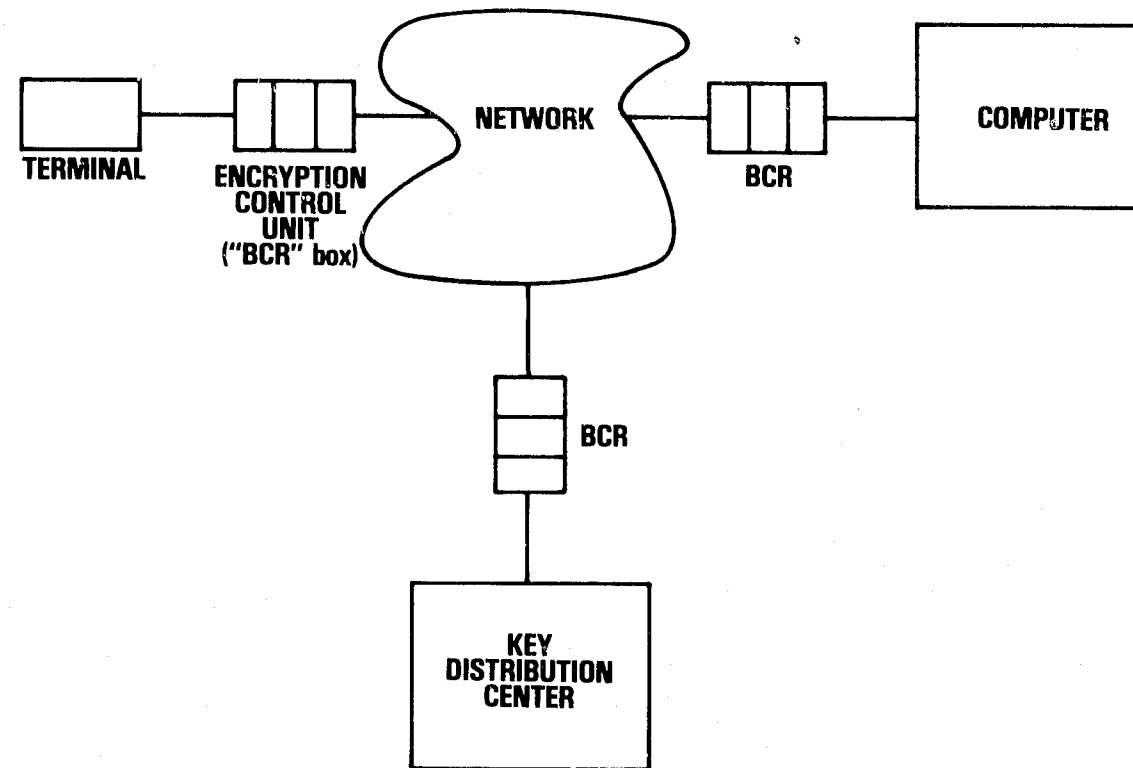 NETWORK
COMPUTER
TERMINAL
ENCRYPTION
CONTROL
UNIT
("BCR" box)
BCR
BCR
KEY
DISTRIBUTION
CENTER